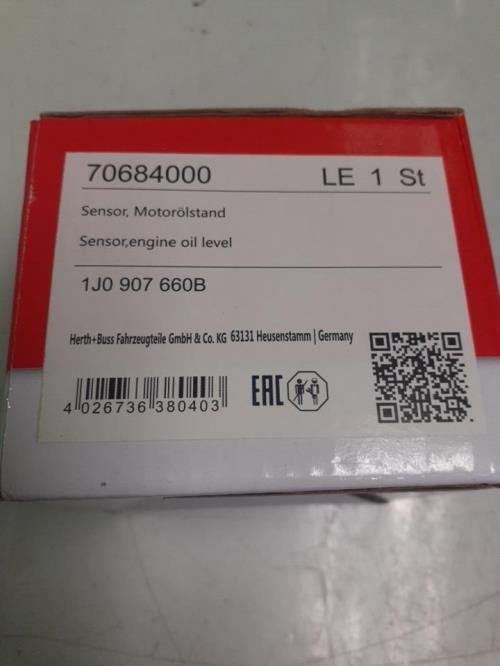 70684000 LE 1 St
Sensor, Motorölstand
Sensor,engine oil level
1J0 907 660B
Herth+Buss Fahrzeugteile GmbH & Co. KG 63131 Heusenstamm | Germany
4 026736 380403
EAC